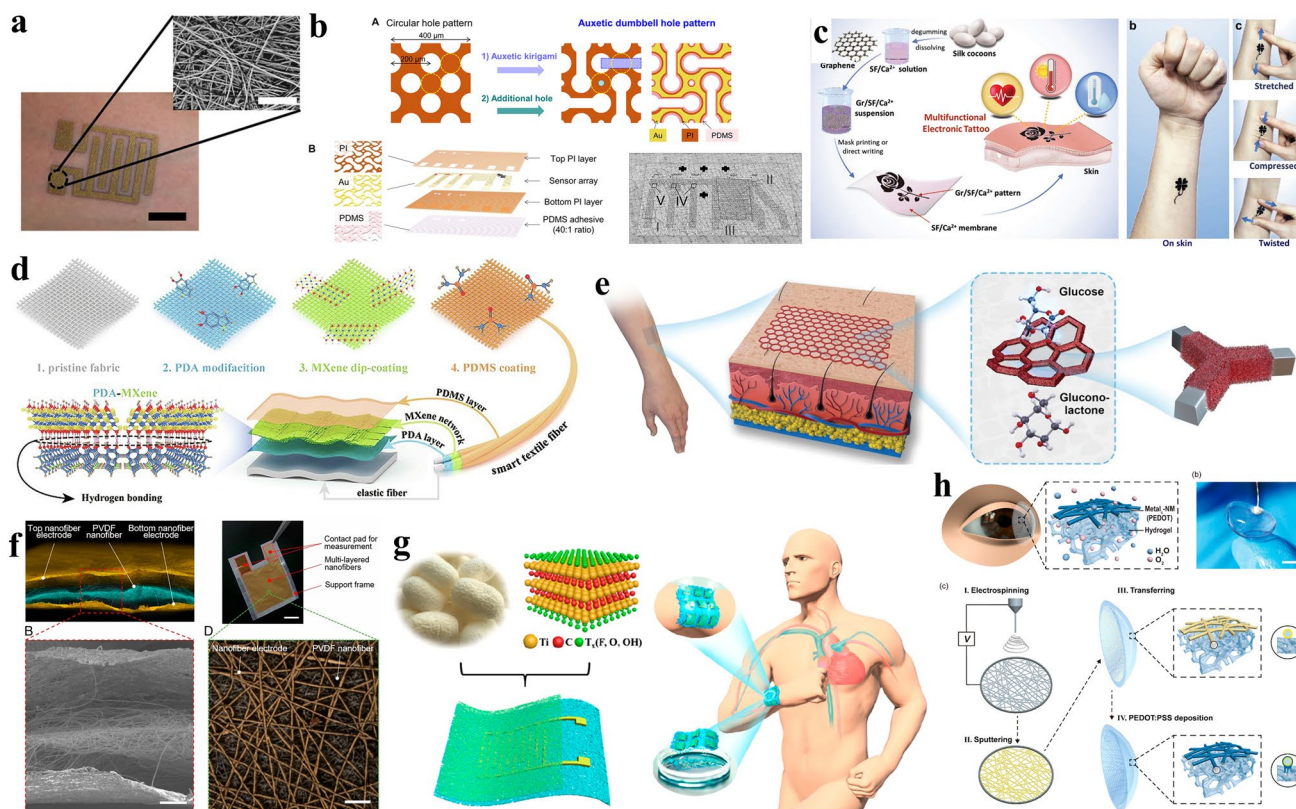 a
b
A
Circular hole pattern
Auxetic dumbbell hole pattern
400 µm
200 µm
1) Auxetic kirigami
2) Additional hole
Au
PI
PDMS
B
PI
Au
PDMS
Top PI layer
Sensor array
Bottom PI layer
PDMS adhesive
(40:1 ratio)
I
II
III
IV
V
c
Graphene
degumming
dissolving
Silk cocoons
SF/Ca²⁺ solution
Gr/SF/Ca²⁺
suspension
Mask printing or
direct writing
Multifunctional
Electronic Tattoo
Skin
Gr/SF/Ca²⁺ pattern
SF/Ca²⁺ membrane
b
On skin
c
Stretched
Compressed
Twisted
d
1. pristine fabric
2. PDA modifacition
3. MXene dip-coating
4. PDMS coating
PDA-MXene
Hydrogen bonding
PDMS layer
MXene network
PDA layer
elastic fiber
smart textile fiber
e
Glucose
Glucono-
lactone
f
Top nanofiber
electrode
PVDF
nanofiber
Bottom nanofiber
electrode
Contact pad for
measurement
Multi-layered
nanofibers
Support frame
B
D
Nanofiber electrode
PVDF nanofiber
g
Ti
C
Tₓ(F, O, OH)
h
Metal -NM
(PEDOT)
Hydrogel
H₂O
O₂
(b)
(c)
I. Electrospinning
V
II. Sputtering
III. Transferring
IV. PEDOT:PSS deposition